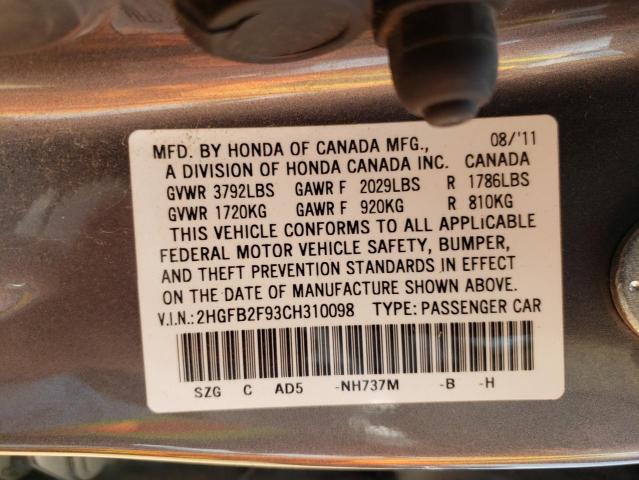 MFD. BY HONDA OF CANADA MFG., 08/'11
A DIVISION OF HONDA CANADA INC. CANADA
GVWR 3792LBS GAWR F 2029LBS R 1786LBS
GVWR 1720KG GAWR F 920KG R 810KG
THIS VEHICLE CONFORMS TO ALL APPLICABLE
FEDERAL MOTOR VEHICLE SAFETY, BUMPER,
AND THEFT PREVENTION STANDARDS IN EFFECT
ON THE DATE OF MANUFACTURE SHOWN ABOVE.
V.I.N.:2HGFB2F93CH310098 TYPE: PASSENGER CAR
SZG C AD5 -NH737M -B -H